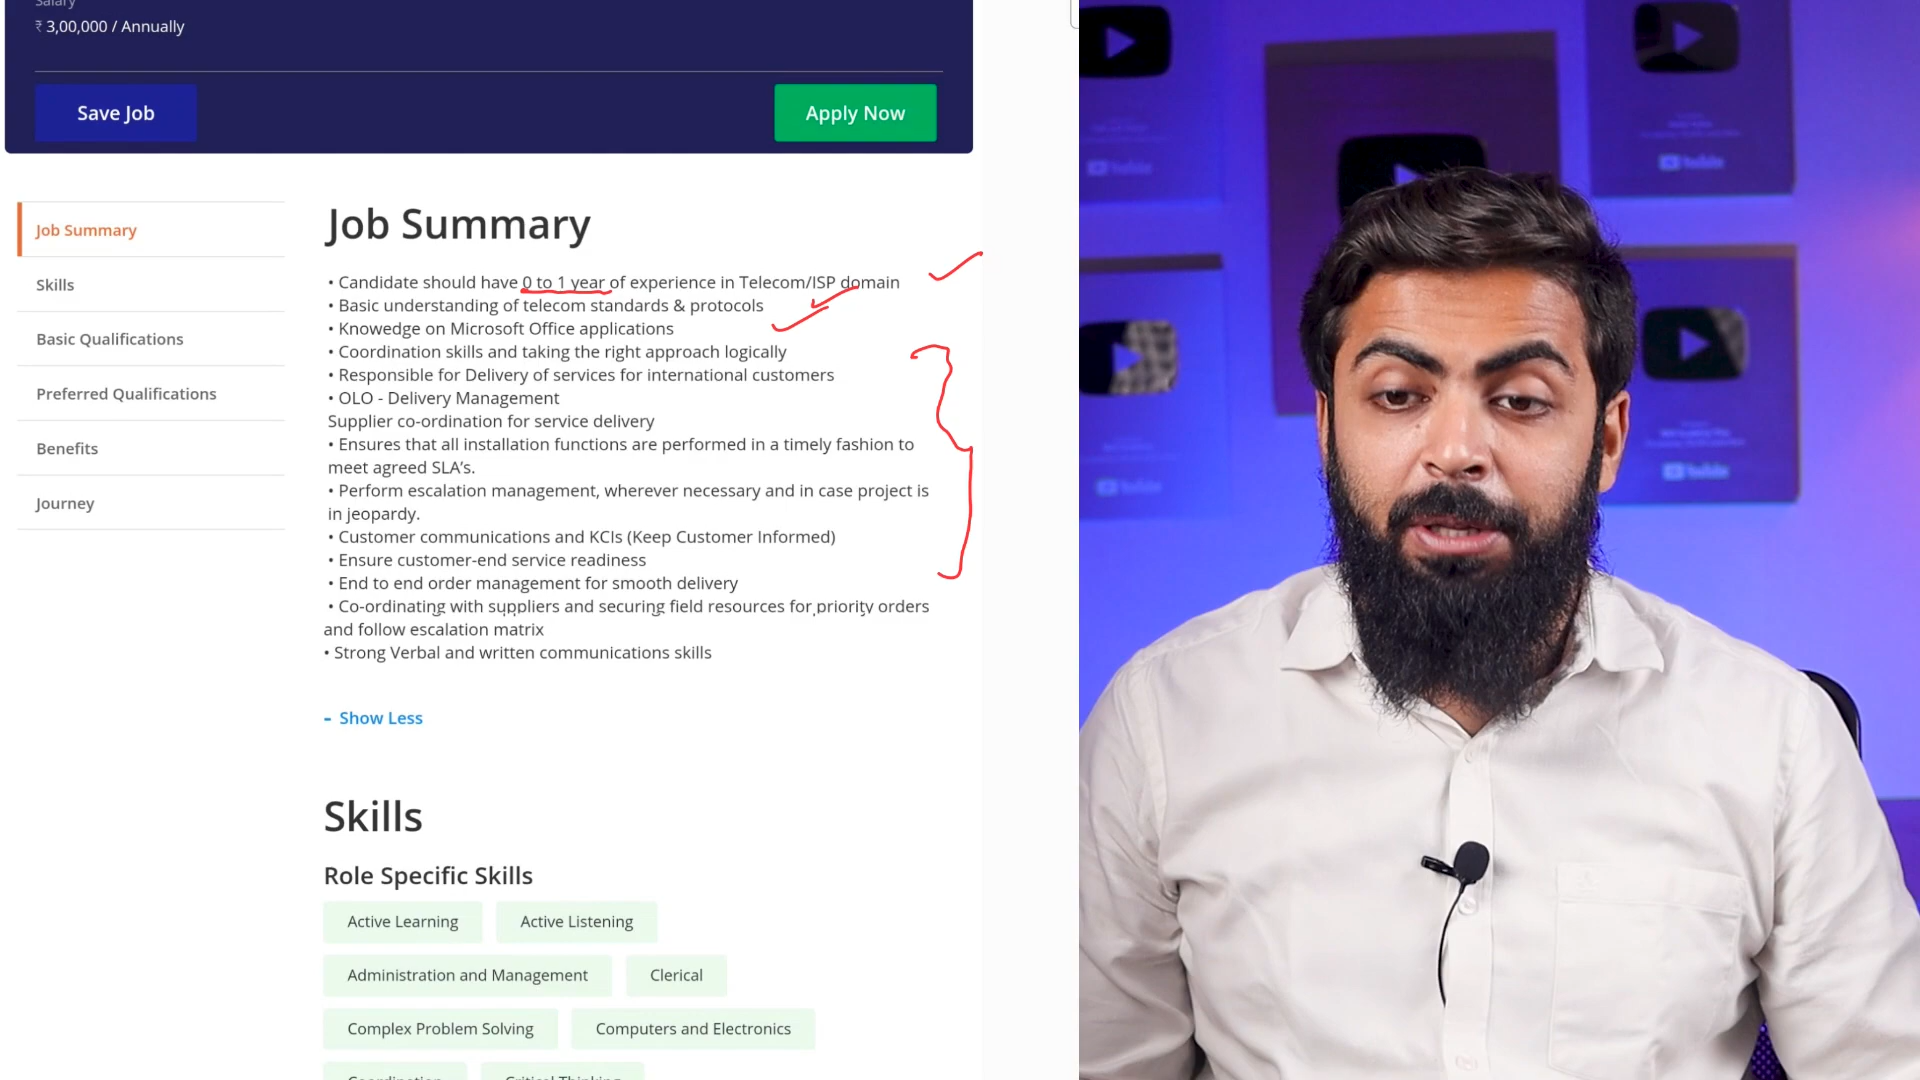 Salary
₹ 3,00,000 / Annually
Save Job
Apply Now
Job Summary
Skills
Basic Qualifications
Preferred Qualifications
Benefits
Journey
Job Summary
• Candidate should have 0 to 1 year of experience in Telecom/ISP domain
• Basic understanding of telecom standards & protocols
• Knowedge on Microsoft Office applications
• Coordination skills and taking the right approach logically
• Responsible for Delivery of services for international customers
• OLO - Delivery Management
Supplier co-ordination for service delivery
• Ensures that all installation functions are performed in a timely fashion to
meet agreed SLA's.
• Perform escalation management, wherever necessary and in case project is
in jeopardy.
• Customer communications and KCIs (Keep Customer Informed)
• Ensure customer-end service readiness
• End to end order management for smooth delivery
• Co-ordinating with suppliers and securing field resources for priority orders
and follow escalation matrix
• Strong Verbal and written communications skills
- Show Less
Skills
Role Specific Skills
Active Learning
Active Listening
Administration and Management
Clerical
Complex Problem Solving
Computers and Electronics
Coordination
Critical Thinking
YouTube
YouTube
YouTube
YouTube